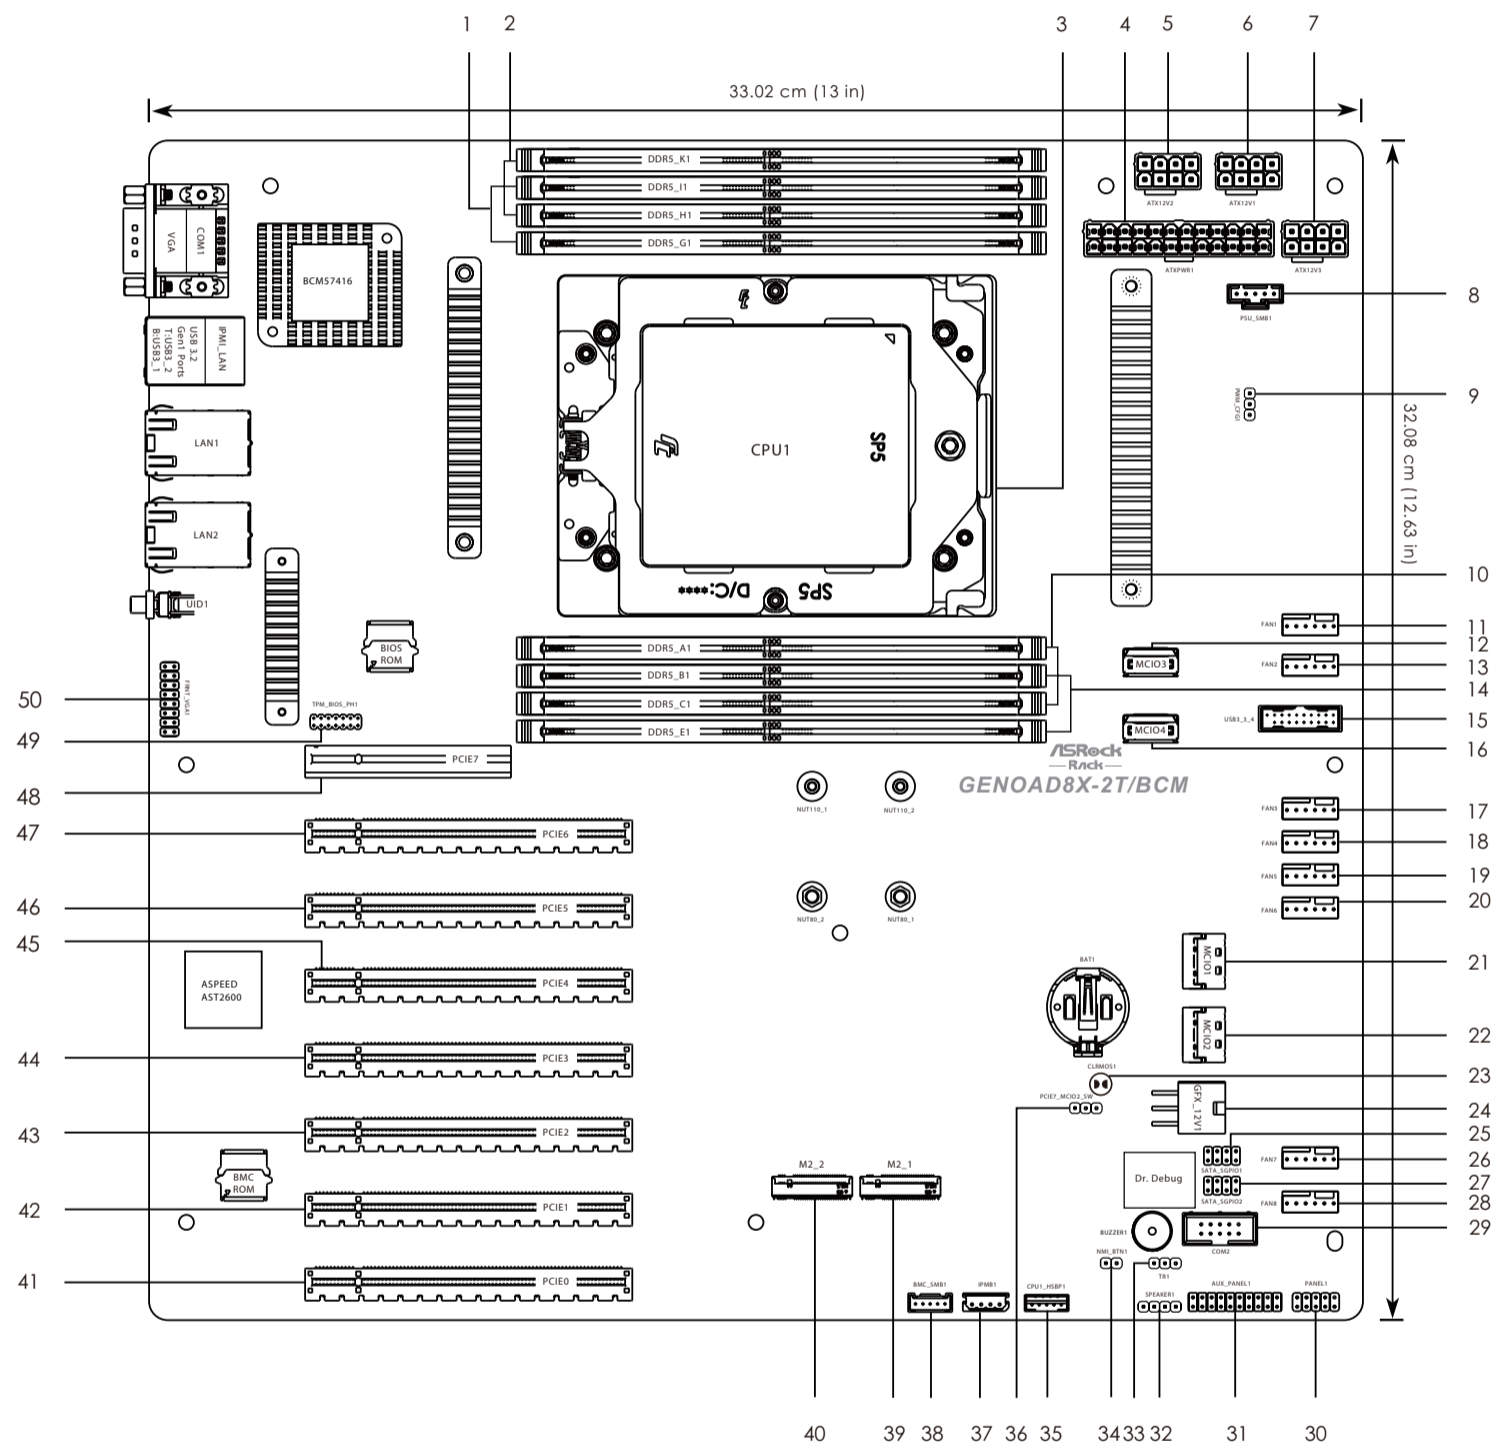 1 2 3 4 5 6 7
33.02 cm (13 in)
32.08 cm (12.63 in)
DDR5_K1
DDR5_I1
DDR5_H1
DDR5_G1
ATX12V2
ATX12V1
ATXPWR1
ATX12V3
8
PSU_SMB1
9
PWM_CFG1
VGA
COM1
BCM57416
IPMI_LAN
USB 3.2
Gen1 Ports
T:USB3_2
B:USB3_1
LAN1
LAN2
UID1
CPU1
SP5
SP5
D/C:****
BIOS
ROM
10
FAN1
11
12
MCIO3
FAN2
13
14
USB3_3_4
15
MCIO4
16
DDR5_A1
DDR5_B1
DDR5_C1
DDR5_E1
50
FRNT_VGA1
TPM_BIOS_PH1
49
PCIE7
48
ASRock
Rack
GENOAD8X-2T/BCM
NUT110_1
NUT110_2
NUT80_2
NUT80_1
FAN3
17
FAN4
18
FAN5
19
FAN6
20
47
PCIE6
46
PCIE5
45
PCIE4
ASPEED
AST2600
44
PCIE3
43
PCIE2
BMC
ROM
42
PCIE1
41
PCIE0
MCIO1
21
MCIO2
22
BAT1
CLRMOS1
23
PCIE7_MCIO2_SW
GFX_12V1
24
25
SATA_SGPIO1
FAN7
26
27
SATA_SGPIO2
FAN8
28
29
Dr. Debug
BUZZER1
COM2
NMI_BTN1
TR1
M2_2
M2_1
BMC_SMB1
IPMB1
CPU1_HSBP1
SPEAKER1
AUX_PANEL1
PANEL1
40 39 38 37 36 35 34 33 32 31 30